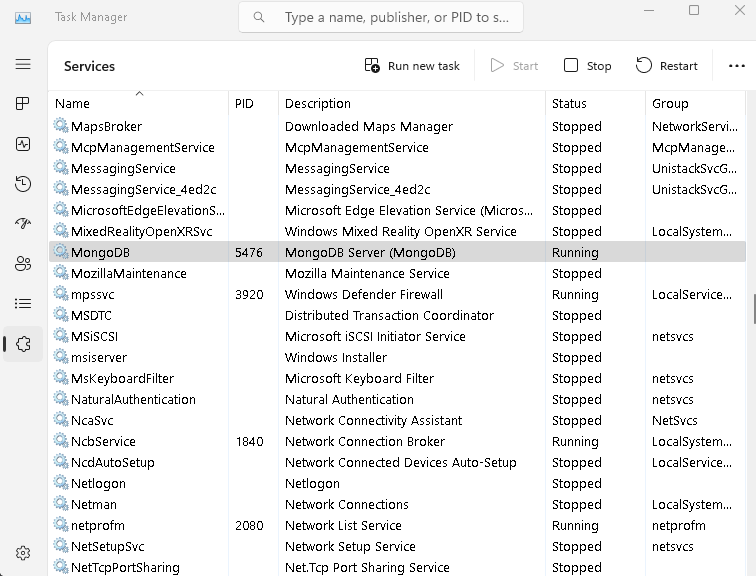 Task Manager
Type a name, publisher, or PID to s...
Services
Run new task Start Stop Restart ...
Name PID Description Status Group
MapsBroker Downloaded Maps Manager Stopped NetworkServi...
McpManagementService McpManagementService Stopped McpManage...
MessagingService MessagingService Stopped UnistackSvcG...
MessagingService_4ed2c MessagingService_4ed2c Stopped UnistackSvcG...
MicrosoftEdgeElevationS... Microsoft Edge Elevation Service (Micros... Stopped
MixedRealityOpenXRSvc Windows Mixed Reality OpenXR Service Stopped LocalSystem...
MongoDB 5476 MongoDB Server (MongoDB) Running
MozillaMaintenance Mozilla Maintenance Service Stopped
mpssvc 3920 Windows Defender Firewall Running LocalService...
MSDTC Distributed Transaction Coordinator Stopped
MSiSCSI Microsoft iSCSI Initiator Service Stopped netsvcs
msiserver Windows Installer Stopped
MsKeyboardFilter Microsoft Keyboard Filter Stopped netsvcs
NaturalAuthentication Natural Authentication Stopped netsvcs
NcaSvc Network Connectivity Assistant Stopped NetSvcs
NcbService 1840 Network Connection Broker Running LocalSystem...
NcdAutoSetup Network Connected Devices Auto-Setup Stopped LocalService...
Netlogon Netlogon Stopped
Netman Network Connections Stopped LocalSystem...
netprofm 2080 Network List Service Running netprofm
NetSetupSvc Network Setup Service Stopped netsvcs
NetTcpPortSharing Net.Tcp Port Sharing Service Stopped